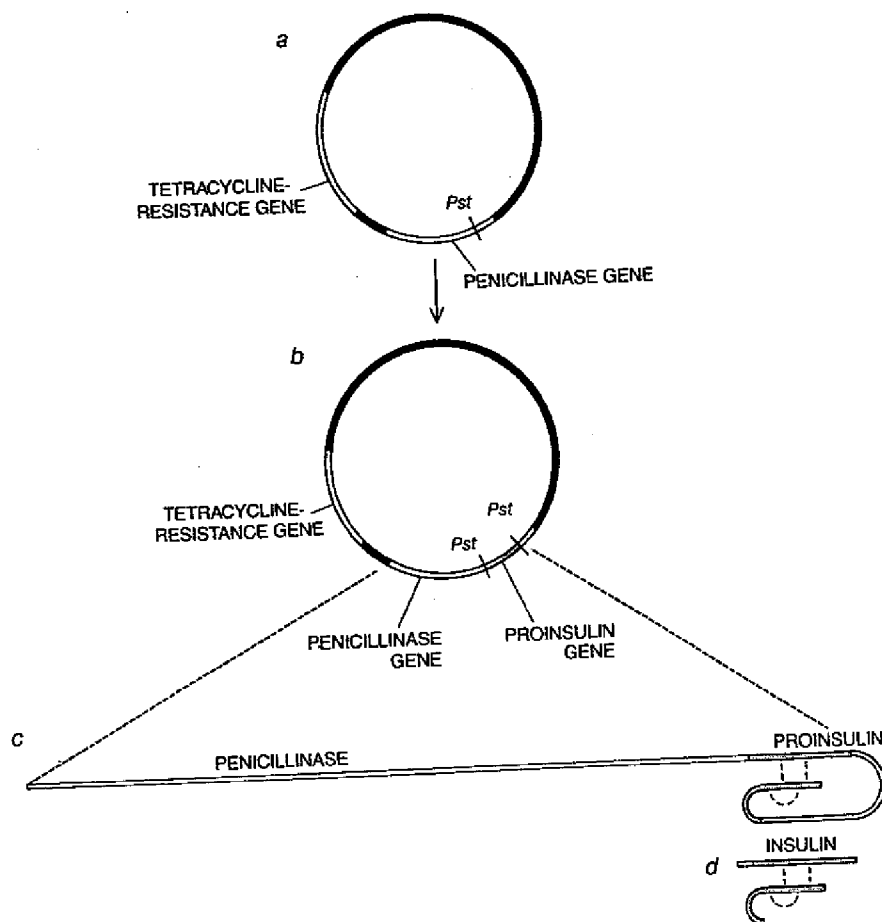 a
TETRACYCLINE-
RESISTANCE GENE
Pst
PENICILLINASE GENE
b
TETRACYCLINE-
RESISTANCE GENE
Pst
Pst
PENICILLINASE
GENE
PROINSULIN
GENE
c
PENICILLINASE
PROINSULIN
INSULIN
d